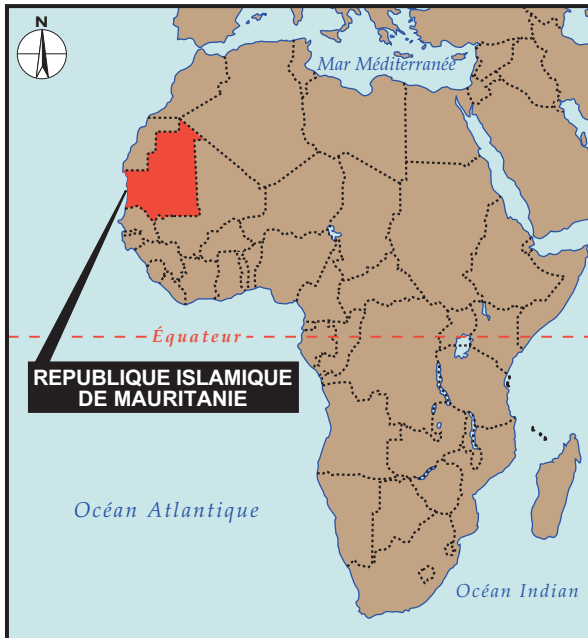 N
Mar Méditerranée
Équateur
REPUBLIQUE ISLAMIQUE
DE MAURITANIE
Océan Atlantique
Océan Indian